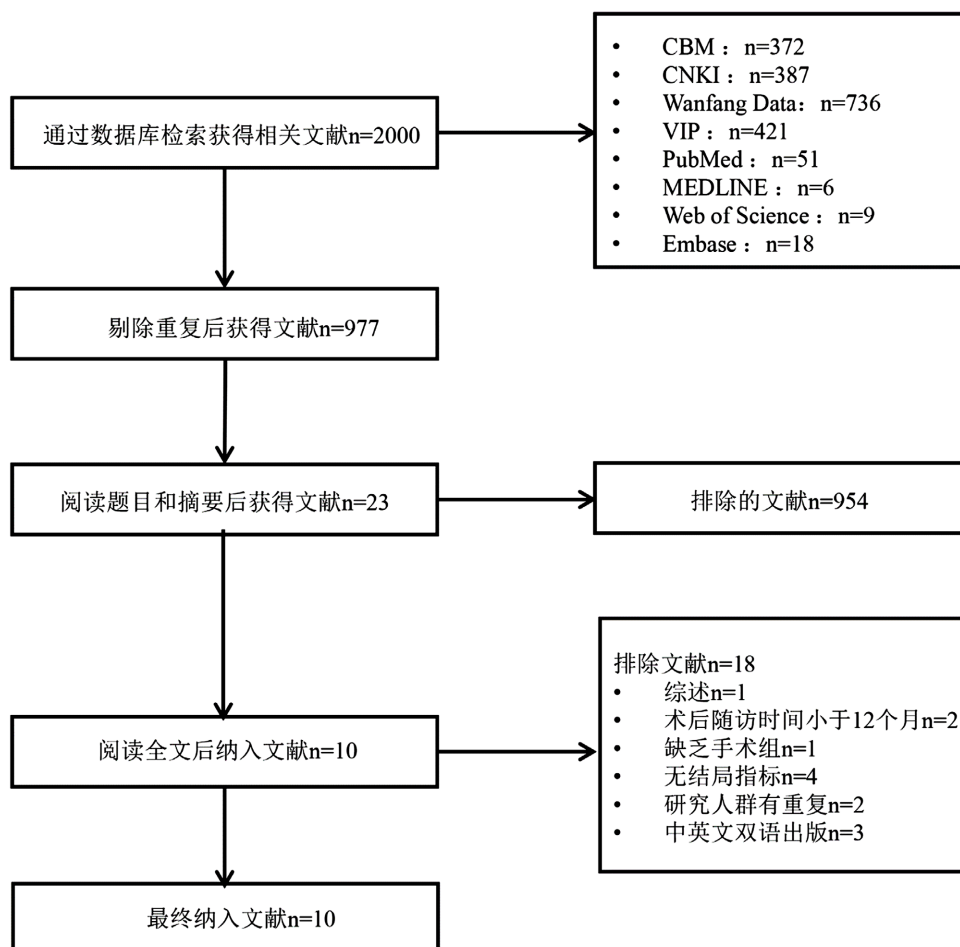 通过数据库检索获得相关文献n=2000
• CBM： n=372
• CNKI： n=387
• Wanfang Data： n=736
• VIP： n=421
• PubMed： n=51
• MEDLINE： n=6
• Web of Science： n=9
• Embase： n=18
剔除重复后获得文献n=977
阅读题目和摘要后获得文献n=23
排除的文献n=954
阅读全文后纳入文献n=10
排除文献n=18
• 综述n=1
• 术后随访时间小于12个月n=2
• 缺乏手术组n=1
• 无结局指标n=4
• 研究人群有重复n=2
• 中英文双语出版n=3
最终纳入文献n=10